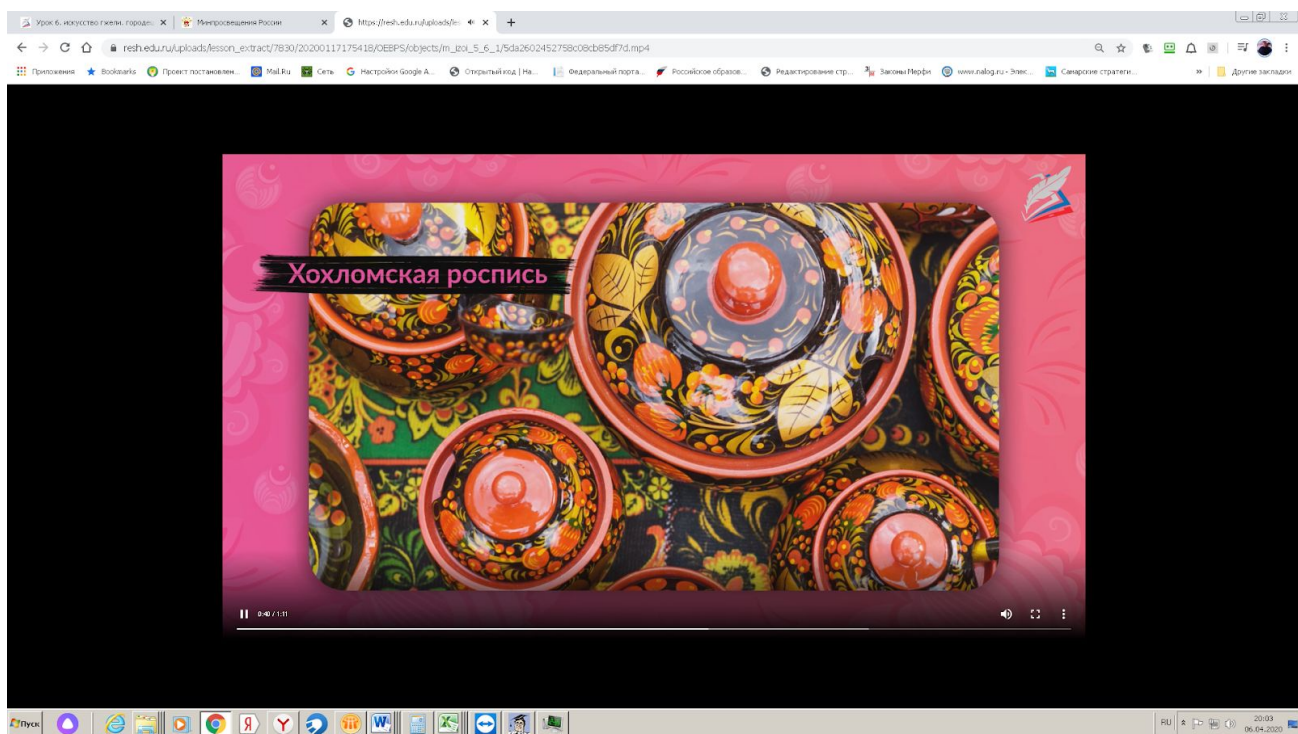 Урок 6. искусство гжели. городе
Минпросвещения России
https://resh.edu.ru/uploads/les
resh.edu.ru/uploads/lesson_extract/7830/20200117175418/OEBPS/objects/m_izoi_5_6_1/5da2602452758c08cb85df7d.mp4
Приложения
Bookmarks
Проект постановлен...
Mail.Ru
Сеть
Настройки Google A...
Открытый код | На...
Федеральный порта...
Российское образов...
Редактирование стр...
Законы Мерфи
www.nalog.ru - Элек...
Самарские стратеги...
»
Другие закладки
Хохломская роспись
0:40 / 1:11
Пуск
RU
20:03
06.04.2020